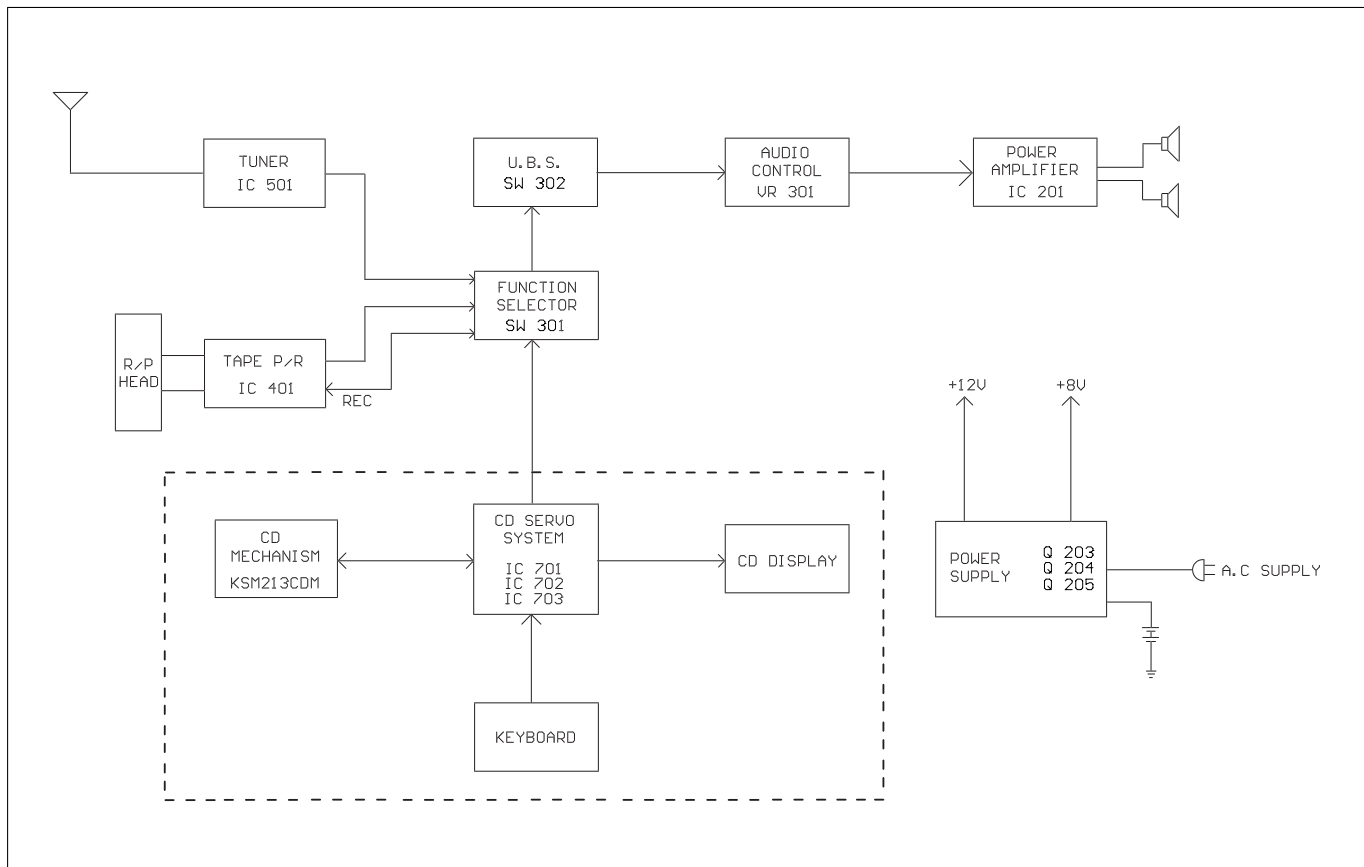 TUNER
IC 501
U.B.S.
SW 302
AUDIO
CONTROL
VR 301
POWER
AMPLIFIER
IC 201
FUNCTION
SELECTOR
SW 301
R/P
HEAD
TAPE P/R
IC 401
REC
+12V
+8V
CD
MECHANISM
KSM213CDM
CD SERVO
SYSTEM
IC 701
IC 702
IC 703
CD DISPLAY
POWER
SUPPLY
Q 203
Q 204
Q 205
A.C SUPPLY
KEYBOARD